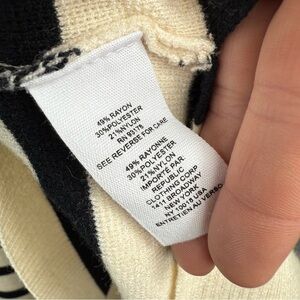 49% RAYON
30%POLYESTER
21%NYLON
RN 93176
SEE REVERSE FOR CARE
49% RAYONNE
30%POLYESTER
21%NYLON
IMPORTÉ PAR
REPUBLIC
CLOTHING CORP
1411 BROADWAY
NEW YORK
NY 10018 USA
ENTRETIEN AU VERSO